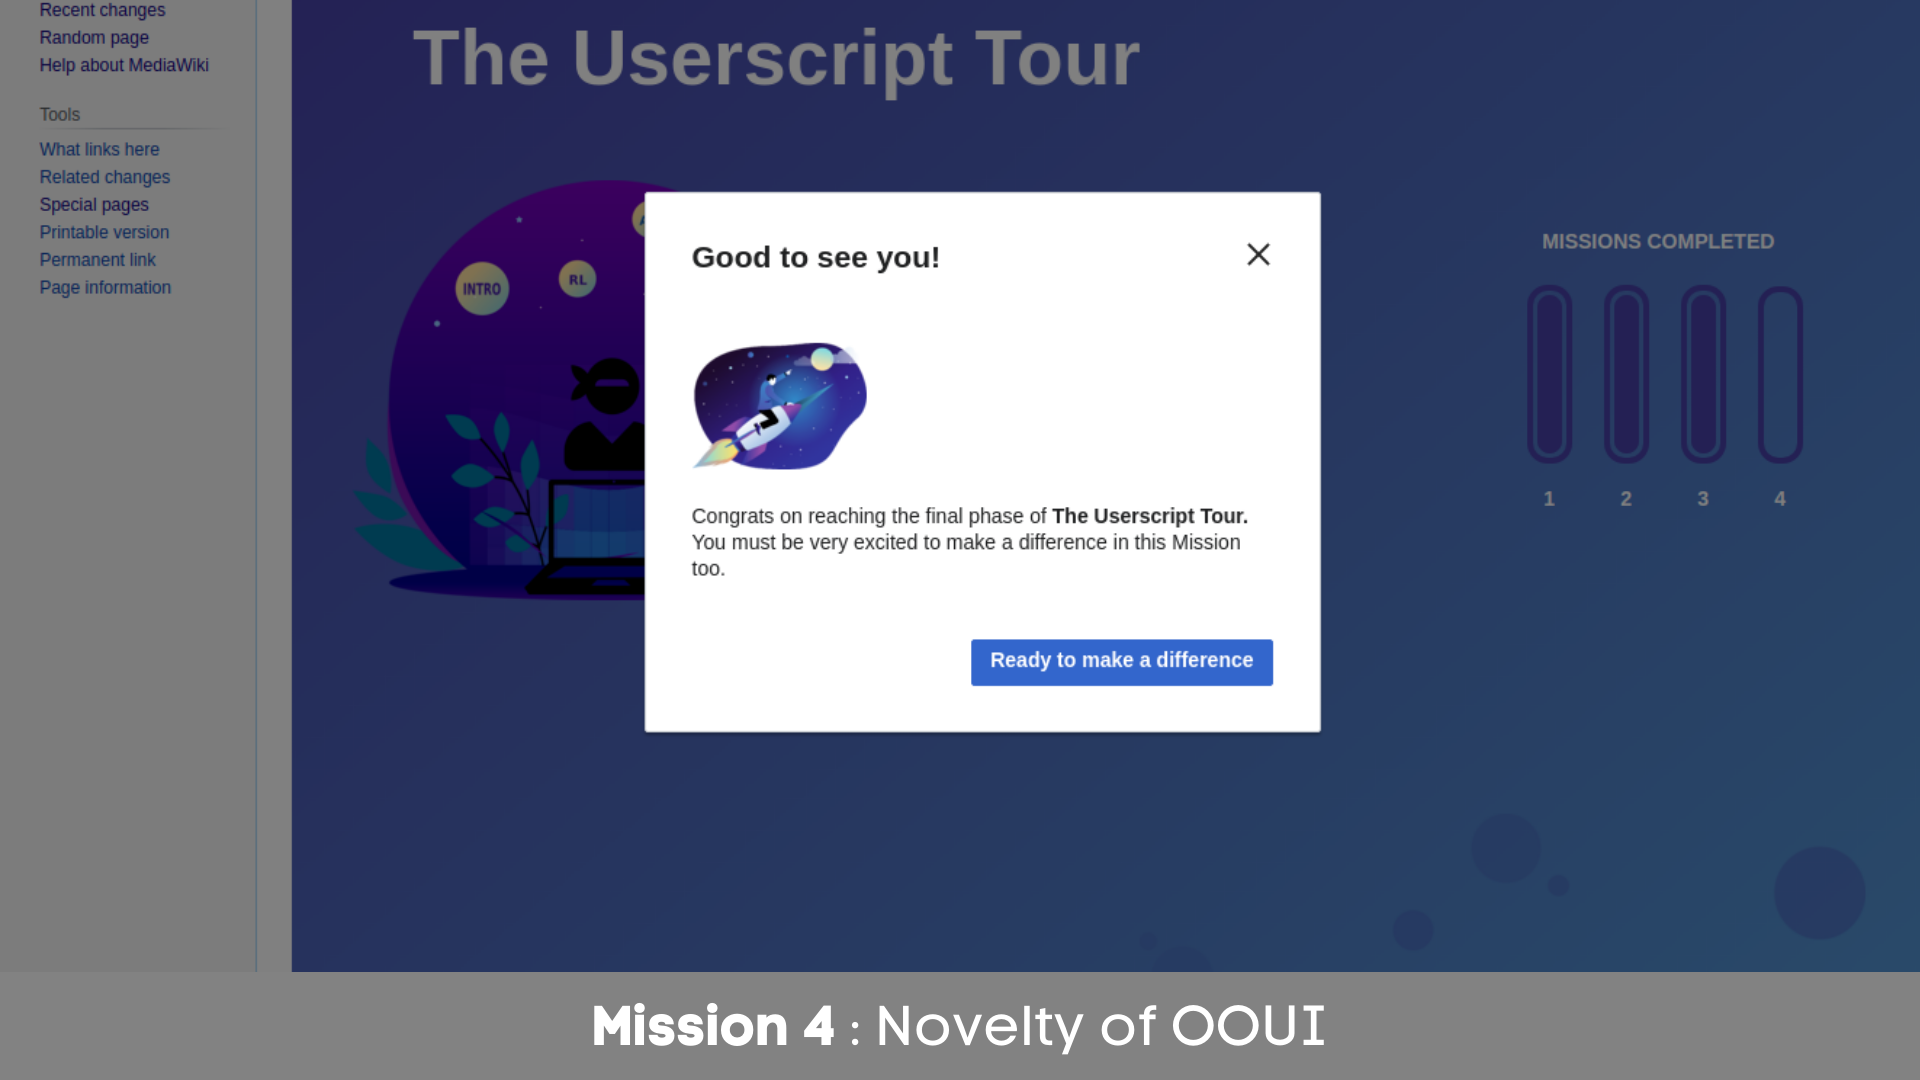 Recent changes
Random page
Help about MediaWiki
Tools
What links here
Related changes
Special pages
Printable version
Permanent link
Page information
The Userscript Tour
INTRO
RL
Good to see you!
Congrats on reaching the final phase of The Userscript Tour.
You must be very excited to make a difference in this Mission
too.
Ready to make a difference
MISSIONS COMPLETED
1 2 3 4
Mission 4 : Novelty of OOUI